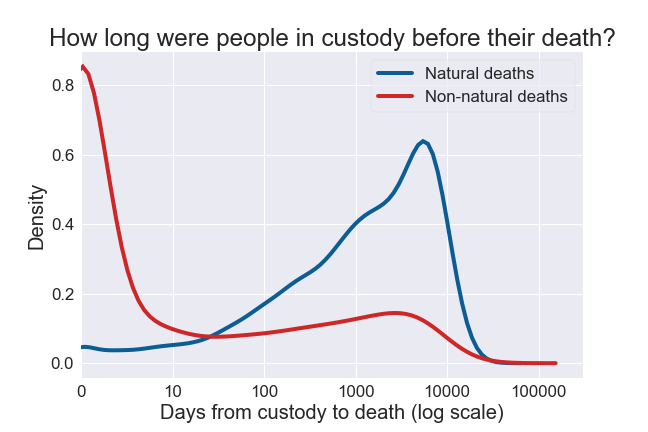 How long were people in custody before their death?
Natural deaths
Non-natural deaths
Density
0.8
0.6
0.4
0.2
0.0
0 10 100 1000 10000 100000
Days from custody to death (log scale)